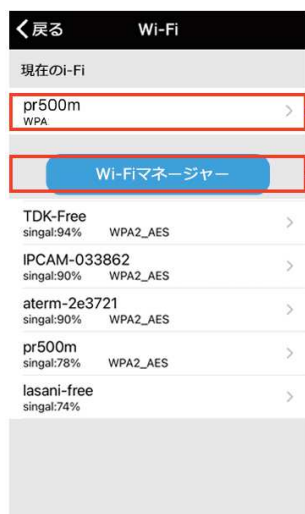 戻る Wi-Fi
現在のi-Fi
pr500m
WPA
Wi-Fiマネージャー
TDK-Free
singal:94% WPA2_AES
IPCAM-033862
singal:90% WPA2_AES
aterm-2e3721
singal:90% WPA2_AES
pr500m
singal:78% WPA2_AES
lasani-free
singal:74%